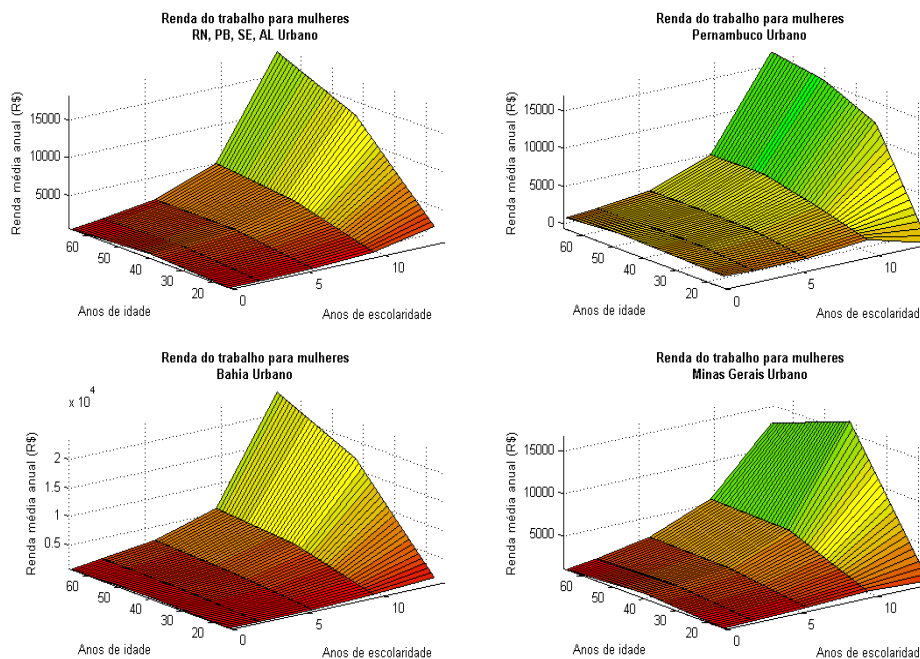 Renda do trabalho para mulheres
RN, PB, SE, AL Urbano
Renda média anual (R$)
15000
10000
5000
60
50
40
30
20
0
5
10
Anos de idade
Anos de escolaridade
Renda do trabalho para mulheres
Pernambuco Urbano
Renda média anual (R$)
15000
10000
5000
0
60
50
40
30
20
0
5
10
Anos de idade
Anos de escolaridad
Renda do trabalho para mulheres
Bahia Urbano
x 10^4
Renda média anual (R$)
2
1.5
1
0.5
60
50
40
30
20
0
5
10
Anos de idade
Anos de escolaridade
Renda do trabalho para mulheres
Minas Gerais Urbano
Renda média anual (R$)
15000
10000
5000
60
50
40
30
20
0
5
10
Anos de idade
Anos de escolaridad